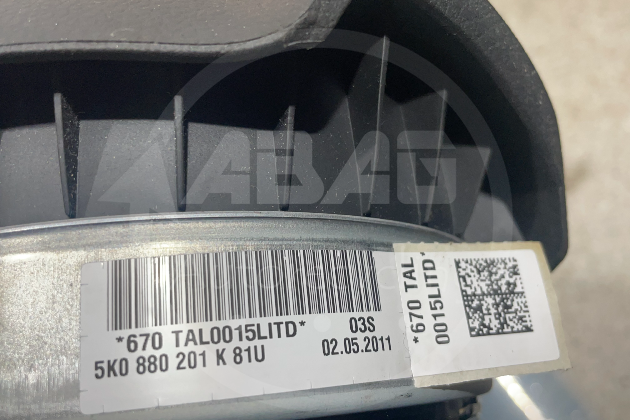 ABAG
*670 TAL0015LITD*
03S
5K0 880 201 K 81U
02.05.2011
*670 TAL
0015LITD*